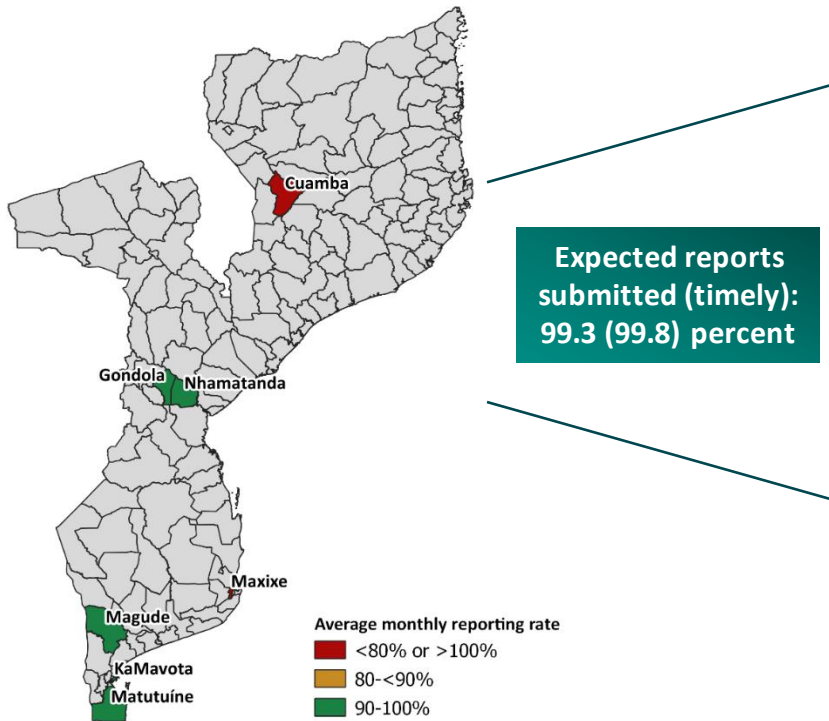 Cuamba
Expected reports
submitted (timely):
99.3 (99.8) percent
Gondola
Nhamatanda
Maxixe
Magude
KaMavota
Matutuíne
Average monthly reporting rate
<80% or >100%
80-<90%
90-100%